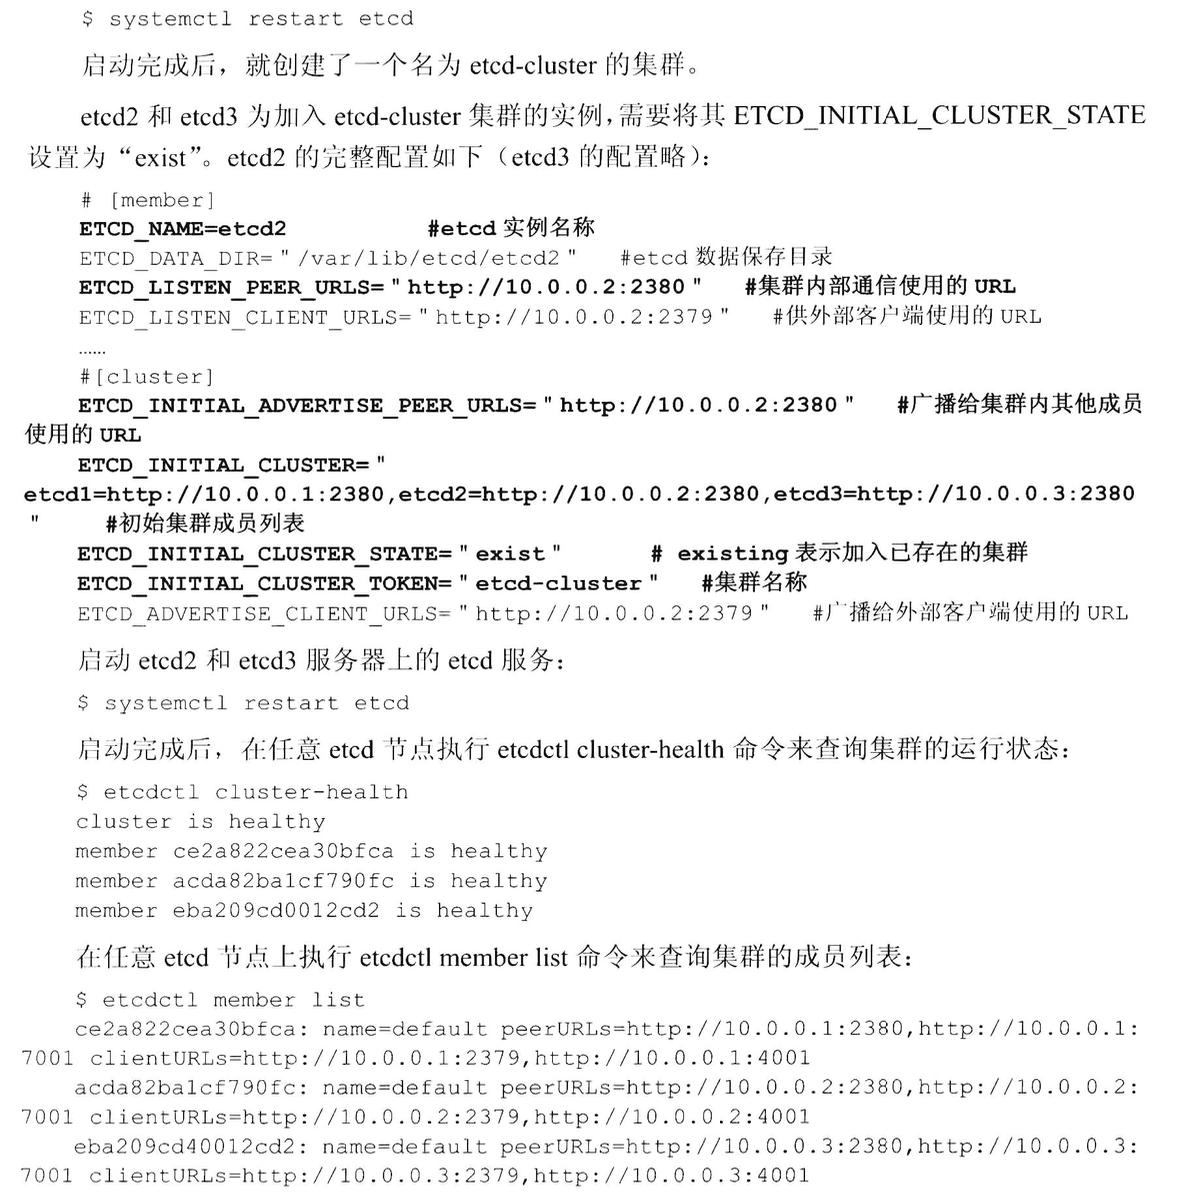 $ systemctl restart etcd
启动完成后，就创建了一个名为 etcd-cluster 的集群。
etcd2 和 etcd3 为加入 etcd-cluster 集群的实例，需要将其 ETCD_INITIAL_CLUSTER_STATE
设置为“exist”。etcd2 的完整配置如下（etcd3 的配置略）：
# [member]
ETCD_NAME=etcd2 #etcd 实例名称
ETCD_DATA_DIR="/var/lib/etcd/etcd2" #etcd 数据保存目录
ETCD_LISTEN_PEER_URLS="http://10.0.0.2:2380" #集群内部通信使用的 URL
ETCD_LISTEN_CLIENT_URLS="http://10.0.0.2:2379" #供外部客户端使用的 URL
……
#[cluster]
ETCD_INITIAL_ADVERTISE_PEER_URLS="http://10.0.0.2:2380" #广播给集群内其他成员
使用的 URL
ETCD_INITIAL_CLUSTER="
etcd1=http://10.0.0.1:2380,etcd2=http://10.0.0.2:2380,etcd3=http://10.0.0.3:2380
" #初始集群成员列表
ETCD_INITIAL_CLUSTER_STATE="exist" # existing 表示加入已存在的集群
ETCD_INITIAL_CLUSTER_TOKEN="etcd-cluster" #集群名称
ETCD_ADVERTISE_CLIENT_URLS="http://10.0.0.2:2379" #广播给外部客户端使用的 URL
启动 etcd2 和 etcd3 服务器上的 etcd 服务：
$ systemctl restart etcd
启动完成后，在任意 etcd 节点执行 etcdctl cluster-health 命令来查询集群的运行状态：
$ etcdctl cluster-health
cluster is healthy
member ce2a822cea30bfca is healthy
member acda82ba1cf790fc is healthy
member eba209cd0012cd2 is healthy
在任意 etcd 节点上执行 etcdctl member list 命令来查询集群的成员列表：
$ etcdctl member list
ce2a822cea30bfca: name=default peerURLs=http://10.0.0.1:2380,http://10.0.0.1:
7001 clientURLs=http://10.0.0.1:2379,http://10.0.0.1:4001
acda82ba1cf790fc: name=default peerURLs=http://10.0.0.2:2380,http://10.0.0.2:
7001 clientURLs=http://10.0.0.2:2379,http://10.0.0.2:4001
eba209cd40012cd2: name=default peerURLs=http://10.0.0.3:2380,http://10.0.0.3:
7001 clientURLs=http://10.0.0.3:2379,http://10.0.0.3:4001